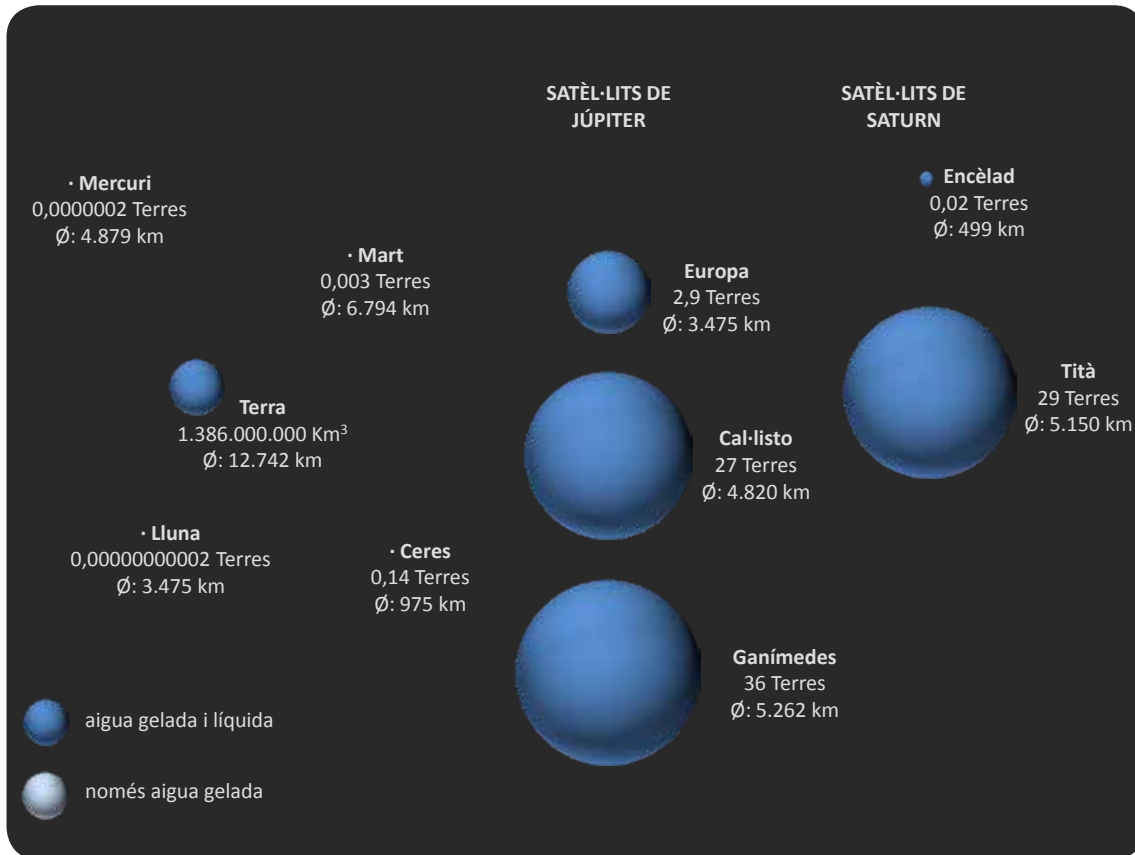 SATÈL·LITS DE
JÚPITER
SATÈL·LITS DE
SATURN
· Mercuri
0,0000002 Terres
Ø: 4.879 km
Encèlad
0,02 Terres
Ø: 499 km
· Mart
0,003 Terres
Ø: 6.794 km
Europa
2,9 Terres
Ø: 3.475 km
Terra
1.386.000.000 Km³
Ø: 12.742 km
Tità
29 Terres
Ø: 5.150 km
Cal·listo
27 Terres
Ø: 4.820 km
· Lluna
0,00000000002 Terres
Ø: 3.475 km
· Ceres
0,14 Terres
Ø: 975 km
Ganímedes
36 Terres
Ø: 5.262 km
aigua gelada i líquida
només aigua gelada